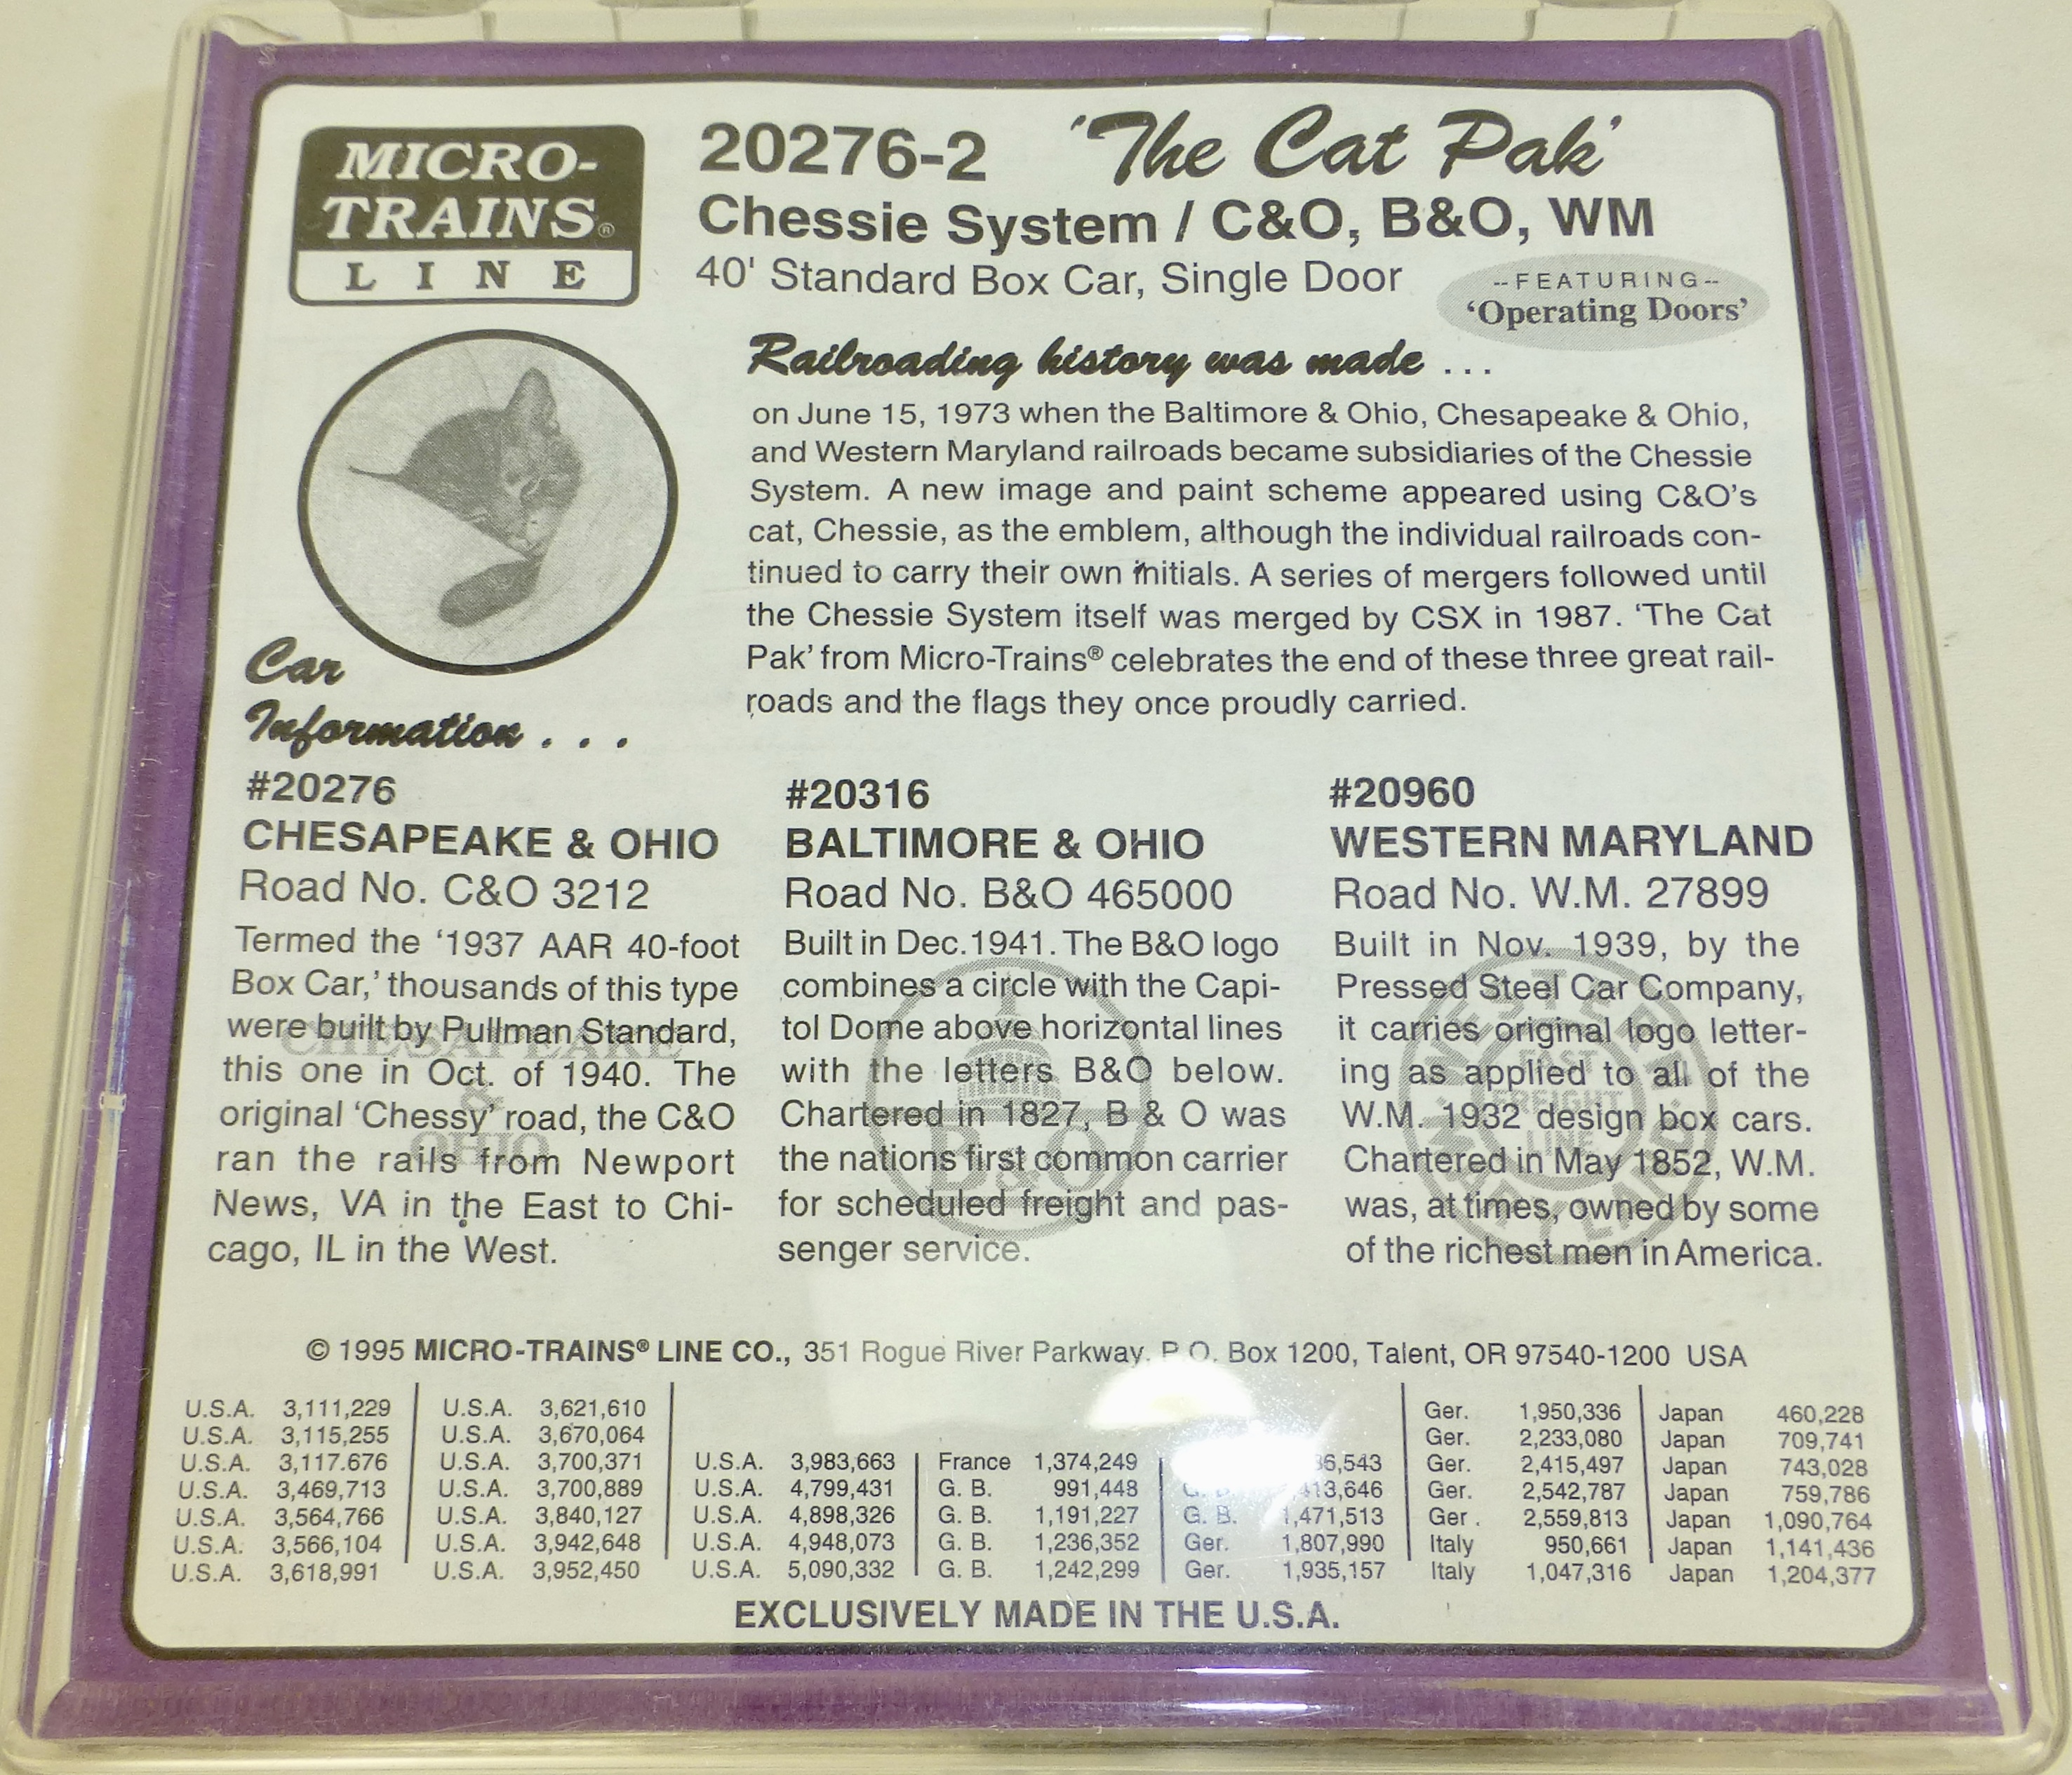 MICRO-
TRAINS®
LINE
20276-2 'The Cat Pak'
Chessie System / C&O, B&O, WM
40' Standard Box Car, Single Door
--FEATURING--
'Operating Doors'
Railroading history was made ...
on June 15, 1973 when the Baltimore & Ohio, Chesapeake & Ohio,
and Western Maryland railroads became subsidiaries of the Chessie
System. A new image and paint scheme appeared using C&O's
cat, Chessie, as the emblem, although the individual railroads con-
tinued to carry their own initials. A series of mergers followed until
the Chessie System itself was merged by CSX in 1987. 'The Cat
Pak' from Micro-Trains® celebrates the end of these three great rail-
roads and the flags they once proudly carried.
Car
Information . . .
#20276
CHESAPEAKE & OHIO
Road No. C&O 3212
Termed the '1937 AAR 40-foot
Box Car,' thousands of this type
were built by Pullman Standard,
this one in Oct. of 1940. The
original 'Chessy' road, the C&O
ran the rails from Newport
News, VA in the East to Chi-
cago, IL in the West.
CHESAPEAKE
&
OHIO
#20316
BALTIMORE & OHIO
Road No. B&O 465000
Built in Dec.1941. The B&O logo
combines a circle with the Capi-
tol Dome above horizontal lines
with the letters B&O below.
Chartered in 1827, B & O was
the nations first common carrier
for scheduled freight and pas-
senger service.
B&O
#20960
WESTERN MARYLAND
Road No. W.M. 27899
Built in Nov. 1939, by the
Pressed Steel Car Company,
it carries original logo letter-
ing as applied to all of the
W.M. 1932 design box cars.
Chartered in May 1852, W.M.
was, at times, owned by some
of the richest men in America.
WESTERN MARYLAND
FAST
FREIGHT
LINE
© 1995 MICRO-TRAINS® LINE CO., 351 Rogue River Parkway, P.O. Box 1200, Talent, OR 97540-1200 USA
U.S.A. 3,111,229
U.S.A. 3,115,255
U.S.A. 3,117.676
U.S.A. 3,469,713
U.S.A. 3,564,766
U.S.A. 3,566,104
U.S.A. 3,618,991
U.S.A. 3,621,610
U.S.A. 3,670,064
U.S.A. 3,700,371
U.S.A. 3,700,889
U.S.A. 3,840,127
U.S.A. 3,942,648
U.S.A. 3,952,450
U.S.A. 3,983,663
U.S.A. 4,799,431
U.S.A. 4,898,326
U.S.A. 4,948,073
U.S.A. 5,090,332
France 1,374,249
G. B. 991,448
G. B. 1,191,227
G. B. 1,236,352
G. B. 1,242,299
G. B. 1,471,513
Ger. 1,807,990
Ger. 1,935,157
Ger. 1,950,336
Ger. 2,233,080
Ger. 2,415,497
Ger. 2,542,787
Ger . 2,559,813
Italy 950,661
Italy 1,047,316
Japan 460,228
Japan 709,741
Japan 743,028
Japan 759,786
Japan 1,090,764
Japan 1,141,436
Japan 1,204,377
EXCLUSIVELY MADE IN THE U.S.A.